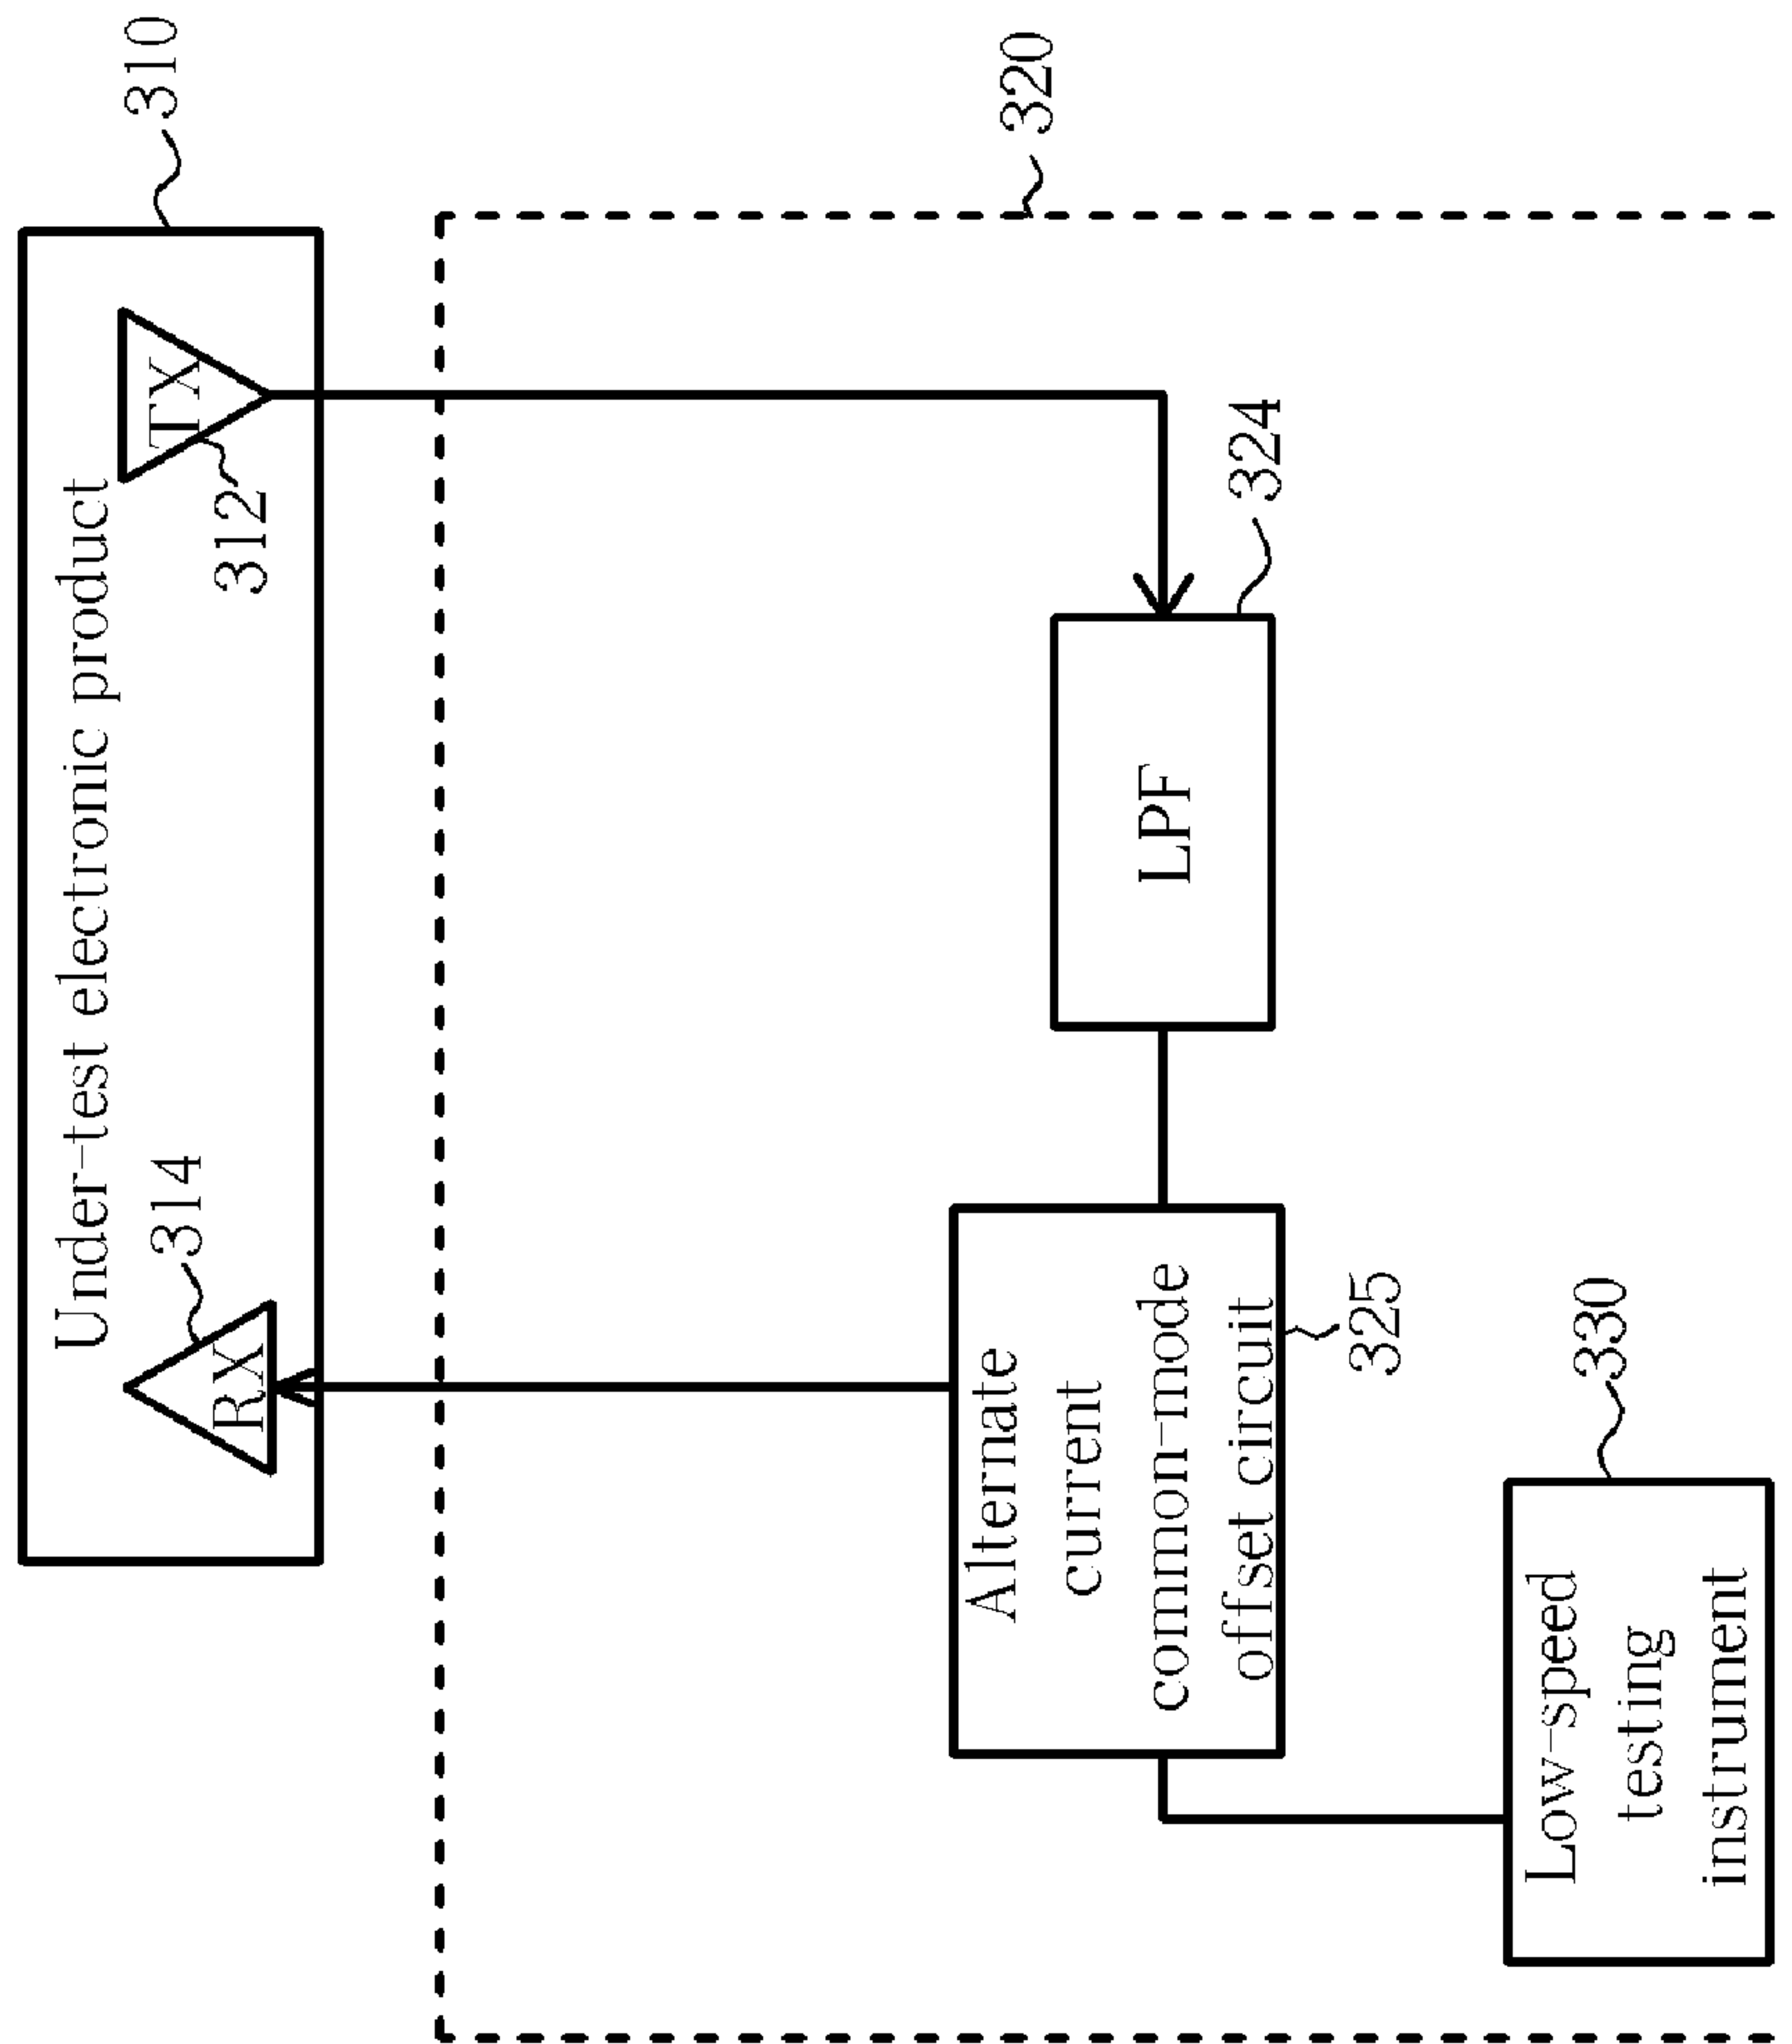 310
Under-test electronic product
TX
312
314
RX
320
324
LPF
Alternate
current
common-mode
offset circuit
325
330
Low-speed
testing
instrument